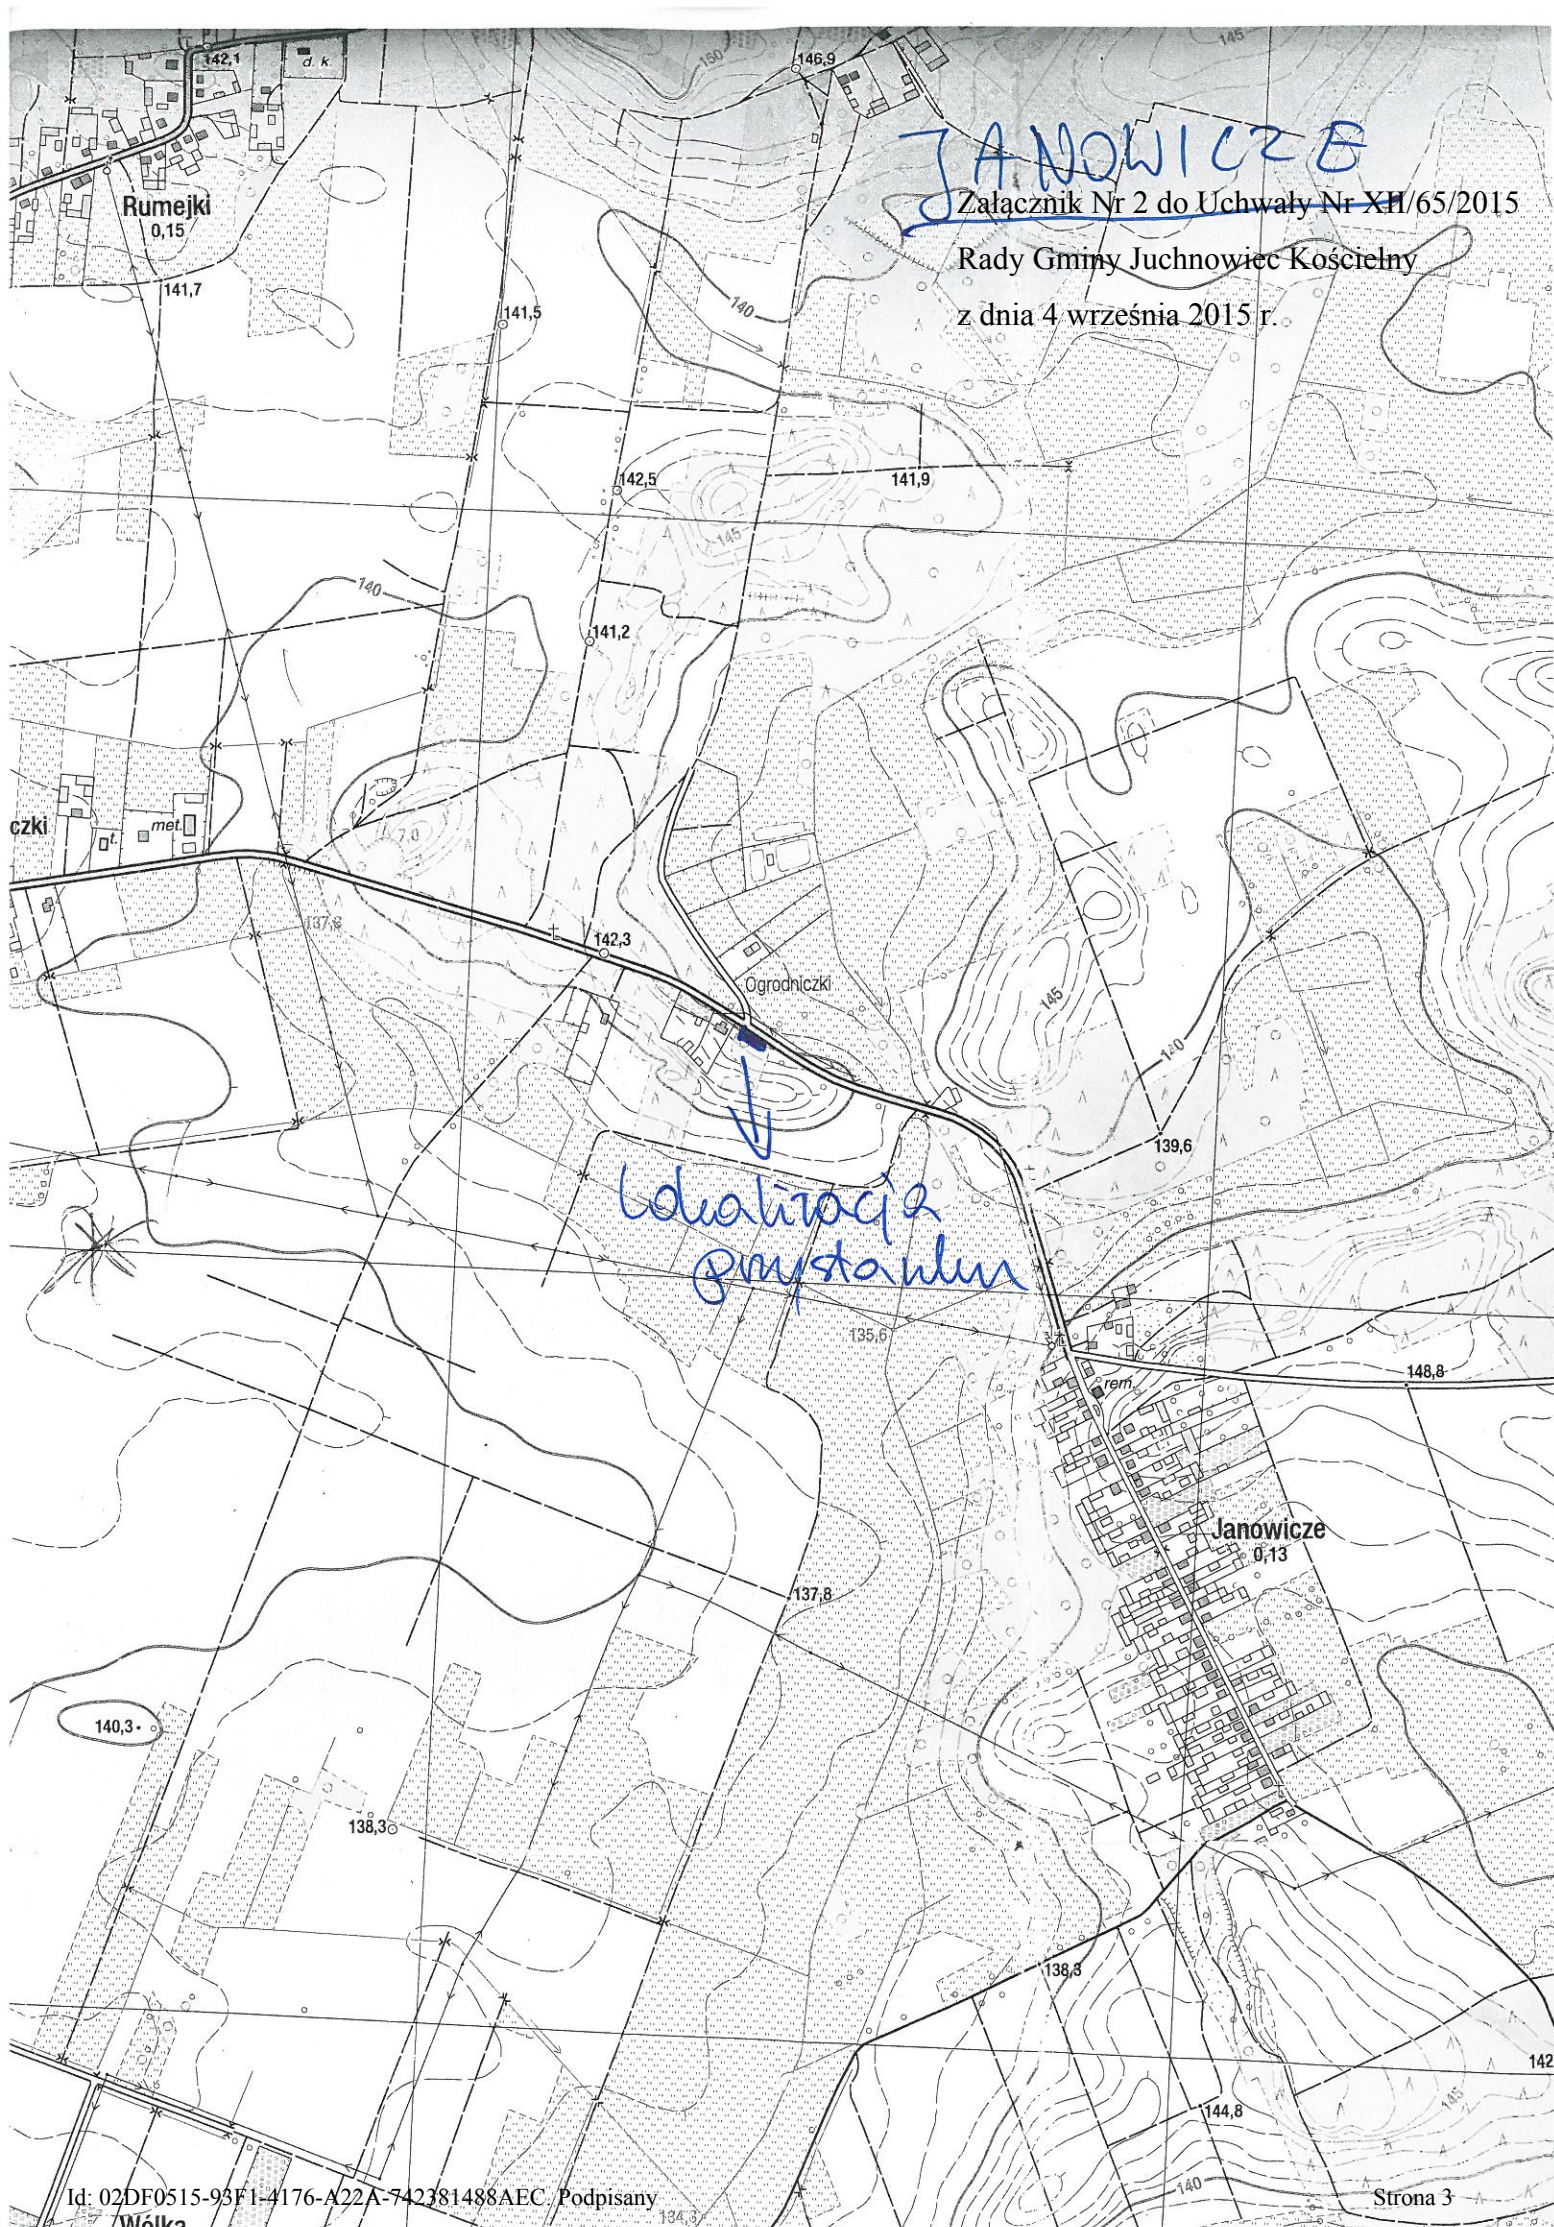 142,1
d. k.
150
146,9
145
JANOWICZE
Załącznik Nr 2 do Uchwały Nr XII/65/2015
Rady Gminy Juchnowiec Kościelny
z dnia 4 września 2015 r.
Rumejki
0,15
141,7
141,5
140
142,5
141,9
145
140
141,2
czki
t.
met.
7,0
137,8
142,3
Ogrodniczki
145
140
139,6
Lokalizacja
przystanku
135,6
148,8
rem.
Janowicze
0,13
137,8
140,3
138,3
138,3
142
145
144,8
140
134,3
Id: 02DF0515-93F1-4176-A22A-742381488AEC. Podpisany
Strona 3
Wólka